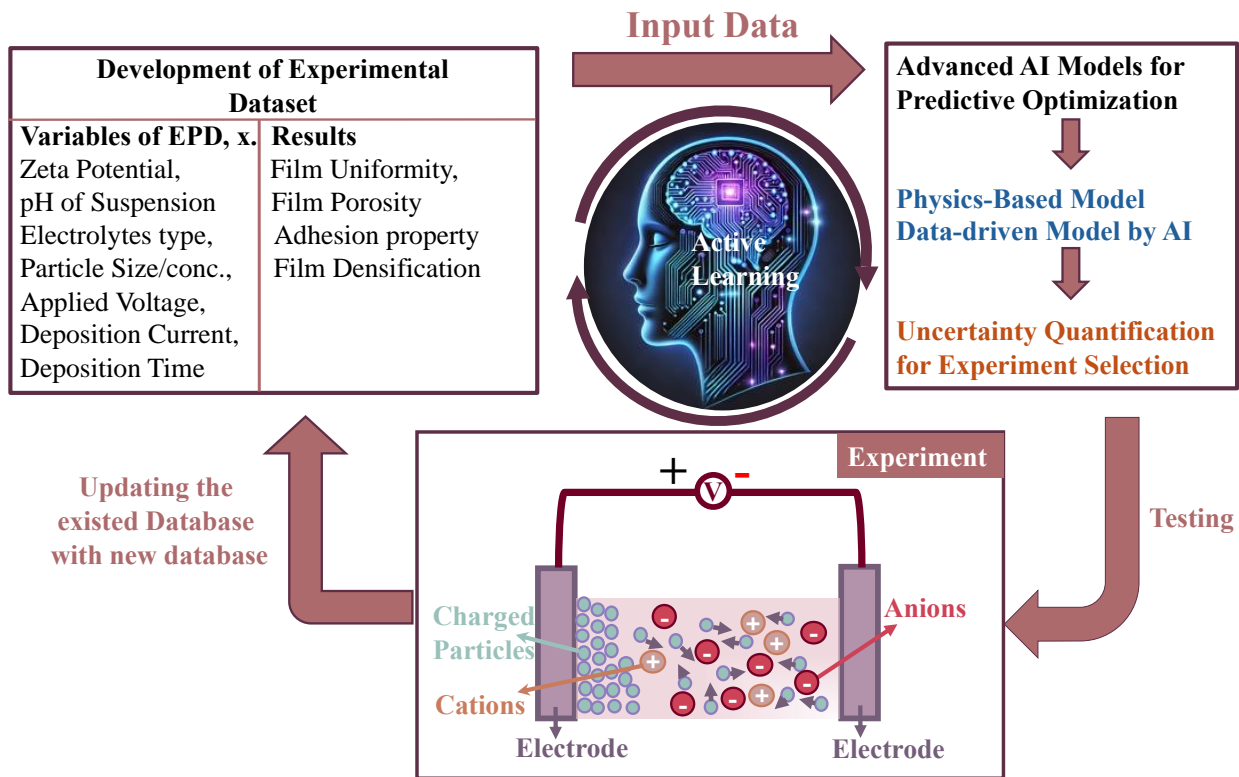 Input Data
Development of Experimental
Dataset
Variables of EPD, x.
Zeta Potential,
pH of Suspension
Electrolytes type,
Particle Size/conc.,
Applied Voltage,
Deposition Current,
Deposition Time
Results
Film Uniformity,
Film Porosity
Adhesion property
Film Densification
Active
Learning
Advanced AI Models for
Predictive Optimization
Physics-Based Model
Data-driven Model by AI
Uncertainty Quantification
for Experiment Selection
Testing
Experiment
+
-
V
Charged
Particles
Cations
Anions
Electrode
Electrode
Updating the
existed Database
with new database